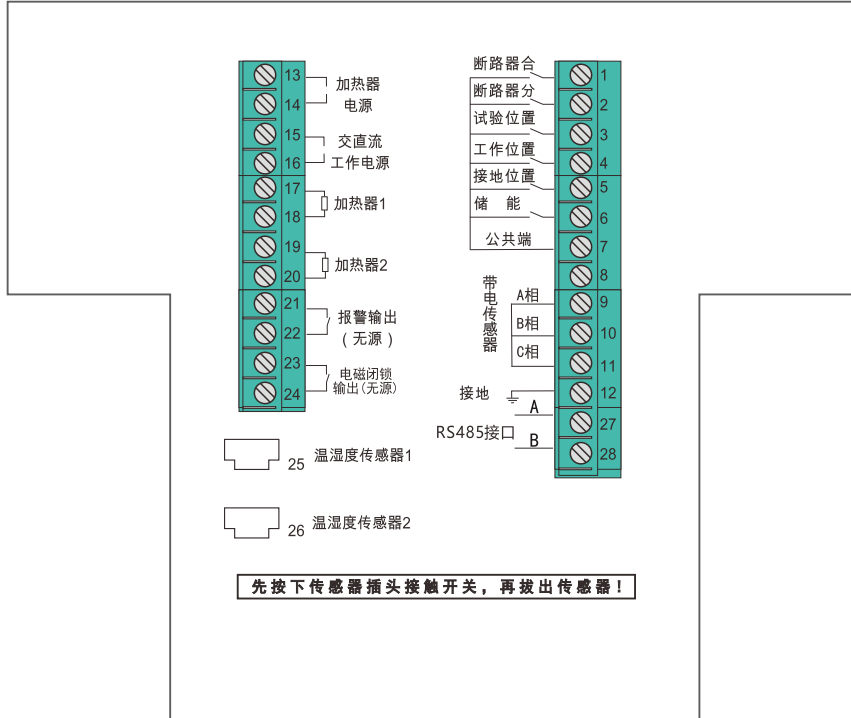 13
加热器
14
电源
15
交直流
16
工作电源
17
加热器1
18
19
加热器2
20
21
报警输出
22
(无源)
23
电磁闭锁
24
输出(无源)
25 温湿度传感器1
26 温湿度传感器2
断路器合 1
断路器分 2
试验位置 3
工作位置 4
接地位置 5
储 能 6
公共端 7
8
带电传感器
A相 9
B相 10
C相 11
接地 12
A 27
RS485接口
B 28
先按下传感器插头接触开关，再拔出传感器！